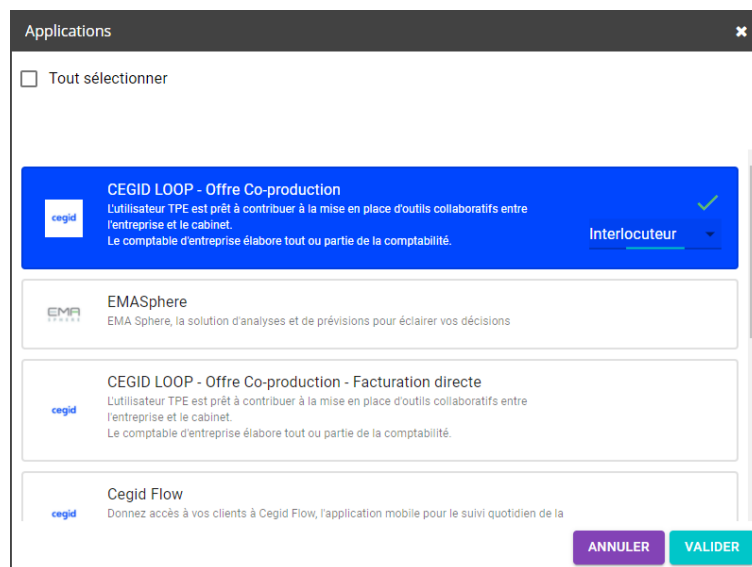 Applications
Tout sélectionner
cegid
CEGID LOOP - Offre Co-production
L'utilisateur TPE est prêt à contribuer à la mise en place d'outils collaboratifs entre
l'entreprise et le cabinet.
Le comptable d'entreprise élabore tout ou partie de la comptabilité.
Interlocuteur
EMA
SPHERE
EMASphere
EMA Sphere, la solution d'analyses et de prévisions pour éclairer vos décisions
cegid
CEGID LOOP - Offre Co-production - Facturation directe
L'utilisateur TPE est prêt à contribuer à la mise en place d'outils collaboratifs entre
l'entreprise et le cabinet.
Le comptable d'entreprise élabore tout ou partie de la comptabilité.
cegid
Cegid Flow
Donnez accès à vos clients à Cegid Flow, l'application mobile pour le suivi quotidien de la
ANNULER
VALIDER